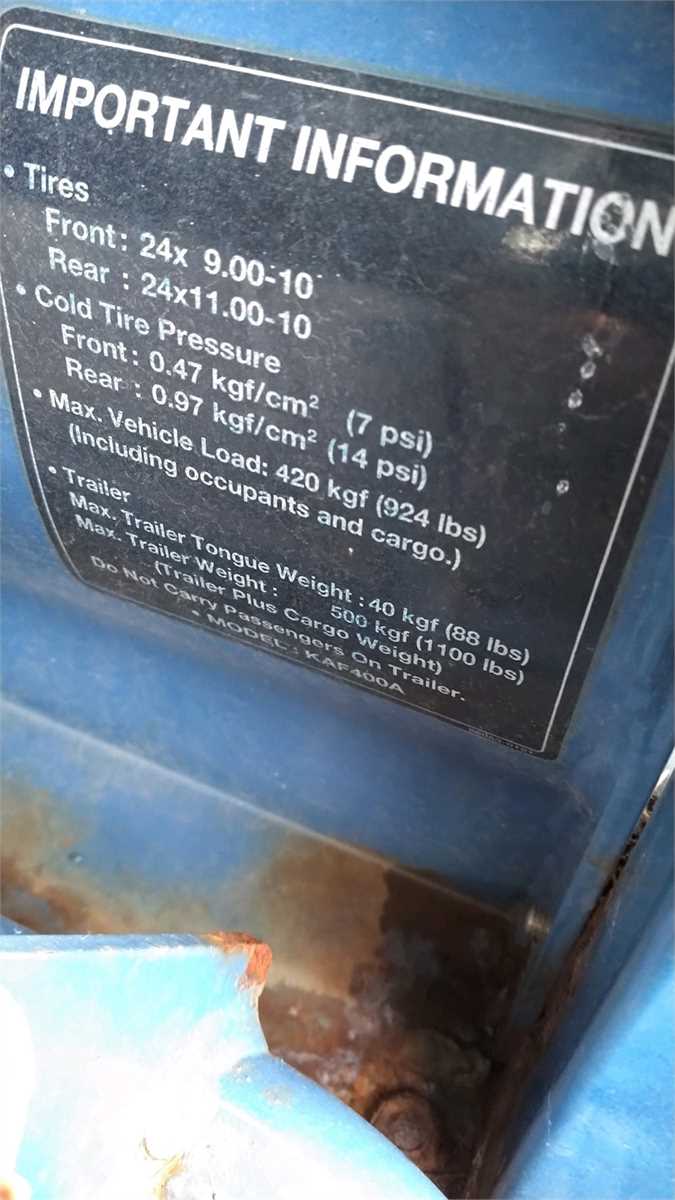 IMPORTANT INFORMATION
• Tires
Front: 24x 9.00-10
Rear : 24x11.00-10
• Cold Tire Pressure
Front: 0.47 kgf/cm² (7 psi)
Rear : 0.97 kgf/cm² (14 psi)
• Max. Vehicle Load: 420 kgf (924 lbs)
(Including occupants and cargo.)
• Trailer
Max. Trailer Tongue Weight : 40 kgf (88 lbs)
Max. Trailer Weight : 500 kgf (1100 lbs)
(Trailer Plus Cargo Weight)
Do Not Carry Passengers On Trailer.
• MODEL : KAF400A